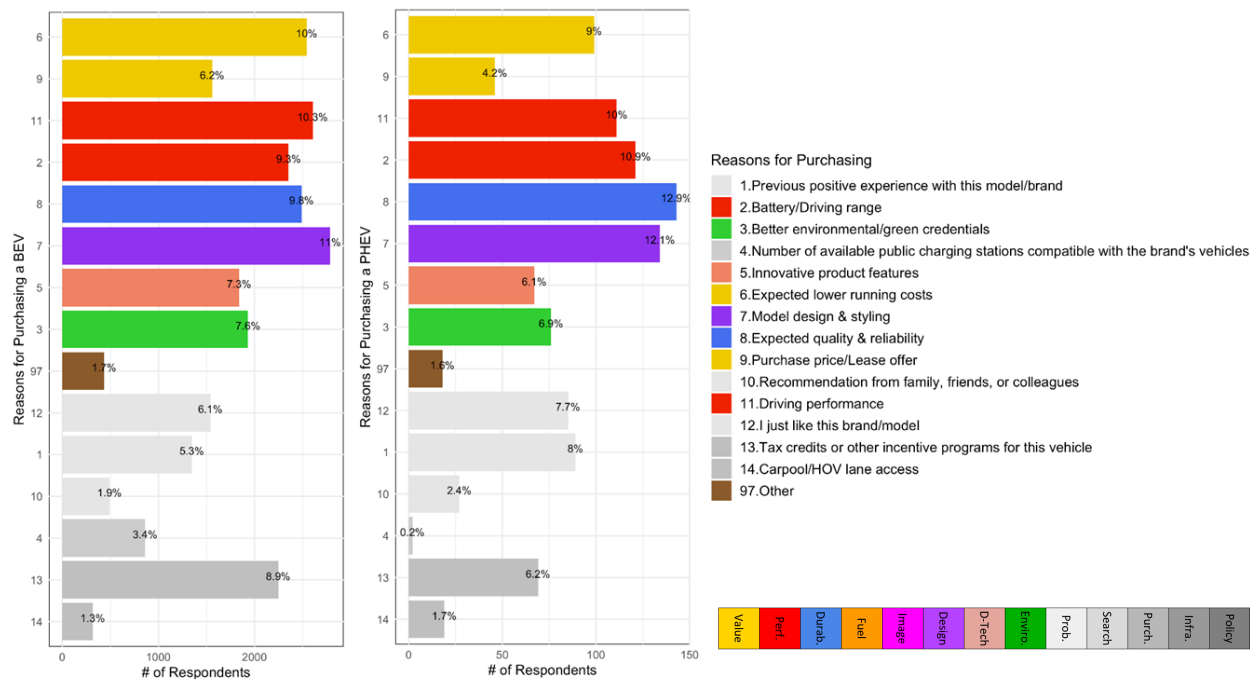 Reasons for Purchasing a BEV
6
10%
9
6.2%
11
10.3%
2
9.3%
8
9.8%
7
11%
5
7.3%
3
7.6%
97
1.7%
12
6.1%
1
5.3%
10
1.9%
4
3.4%
13
8.9%
14
1.3%
0
1000
2000
# of Respondents
Reasons for Purchasing a PHEV
6
9%
9
4.2%
11
10%
2
10.9%
8
12.9%
7
12.1%
5
6.1%
3
6.9%
97
1.6%
12
7.7%
1
8%
10
2.4%
4
0.2%
13
6.2%
14
1.7%
0
50
100
150
# of Respondents
Reasons for Purchasing
1.Previous positive experience with this model/brand
2.Battery/Driving range
3.Better environmental/green credentials
4.Number of available public charging stations compatible with the brand's vehicles
5.Innovative product features
6.Expected lower running costs
7.Model design & styling
8.Expected quality & reliability
9.Purchase price/Lease offer
10.Recommendation from family, friends, or colleagues
11.Driving performance
12.I just like this brand/model
13.Tax credits or other incentive programs for this vehicle
14.Carpool/HOV lane access
97.Other
Value
Perf.
Durab.
Fuel
Image
Design
D-Tech
Enviro.
Prob.
Search
Purch.
Infra.
Policy